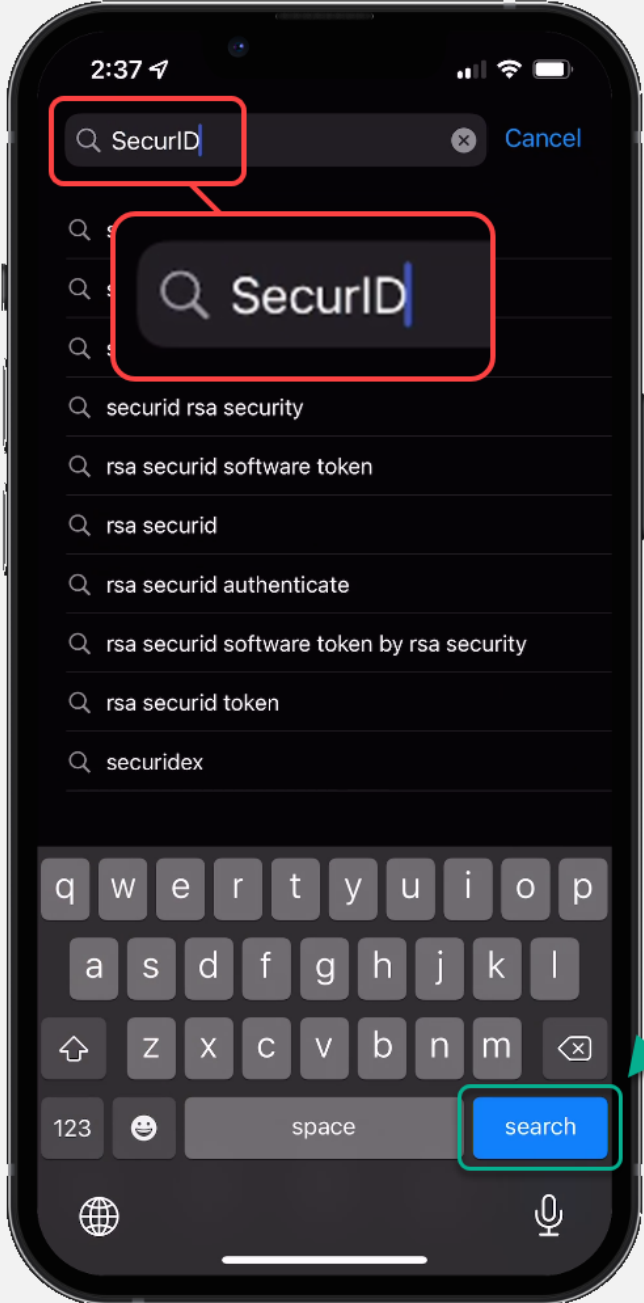 2:37
SecurID
Cancel
SecurID
securid rsa security
rsa securid software token
rsa securid
rsa securid authenticate
rsa securid software token by rsa security
rsa securid token
securidex
q w e r t y u i o p
a s d f g h j k l
z x c v b n m
123 space search